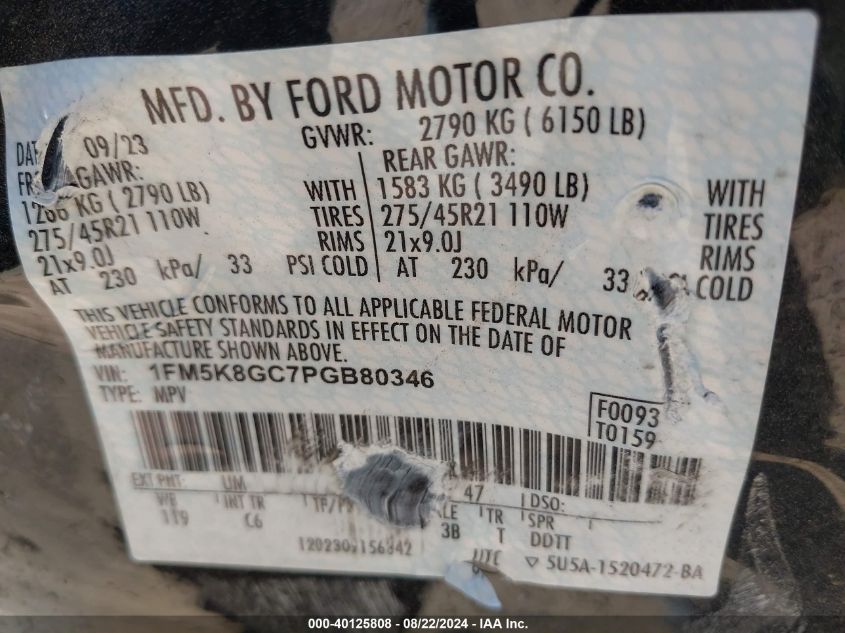 MFD. BY FORD MOTOR CO.
09/23
GVWR: 2790 KG ( 6150 LB)
GAWR:
REAR GAWR:
KG ( 2790 LB)
WITH
1583 KG ( 3490 LB)
WITH
275/45R21 110W
TIRES
275/45R21 110W
TIRES
21x9.0J
RIMS
21x9.0J
RIMS
AT 230 kPa/ 33 PSI COLD
AT 230 kPa/ 33 COLD
THIS VEHICLE CONFORMS TO ALL APPLICABLE FEDERAL MOTOR
VEHICLE SAFETY STANDARDS IN EFFECT ON THE DATE OF
MANUFACTURE SHOWN ABOVE.
VIN: 1FM5K8GC7PGB80346
TYPE: MPV
F0093
T0159
EXT PNT: UM 47 DSO:
WB INT TR TR SPR
119 C6 3B T DDTT
UTC
5U5A-1520472-BA
000-40125808 - 08/22/2024 - IAA Inc.